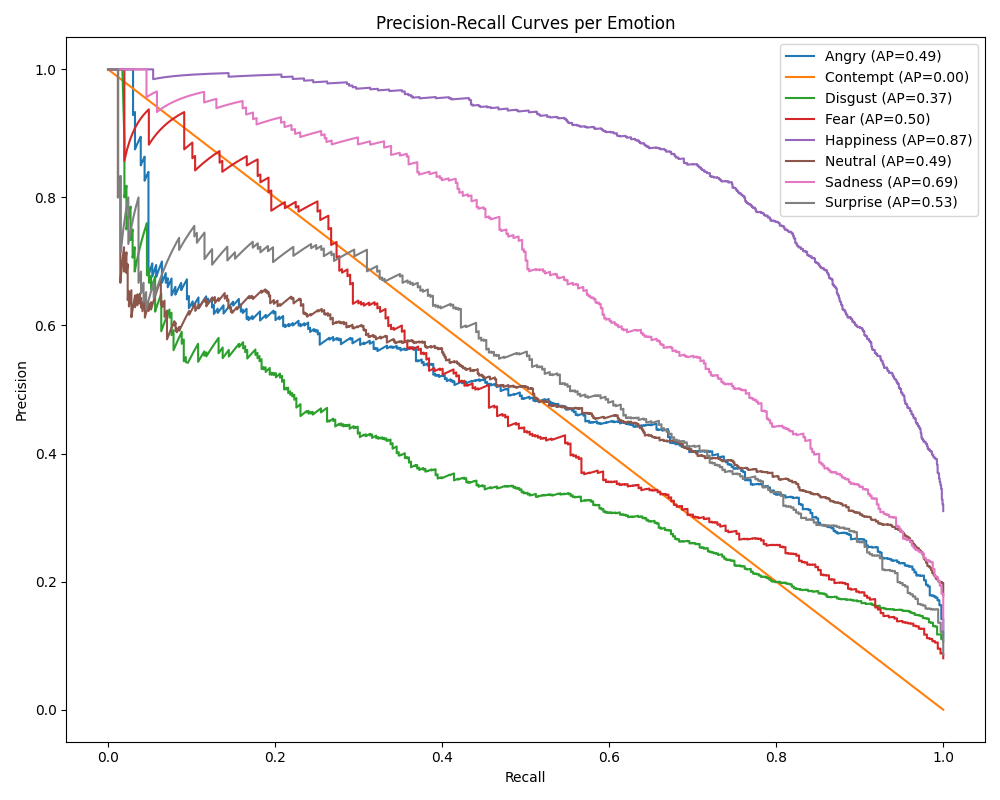 Precision-Recall Curves per Emotion
Angry (AP=0.49)
Contempt (AP=0.00)
Disgust (AP=0.37)
Fear (AP=0.50)
Happiness (AP=0.87)
Neutral (AP=0.49)
Sadness (AP=0.69)
Surprise (AP=0.53)
1.0
0.8
0.6
0.4
0.2
0.0
Precision
0.0 0.2 0.4 0.6 0.8 1.0
Recall